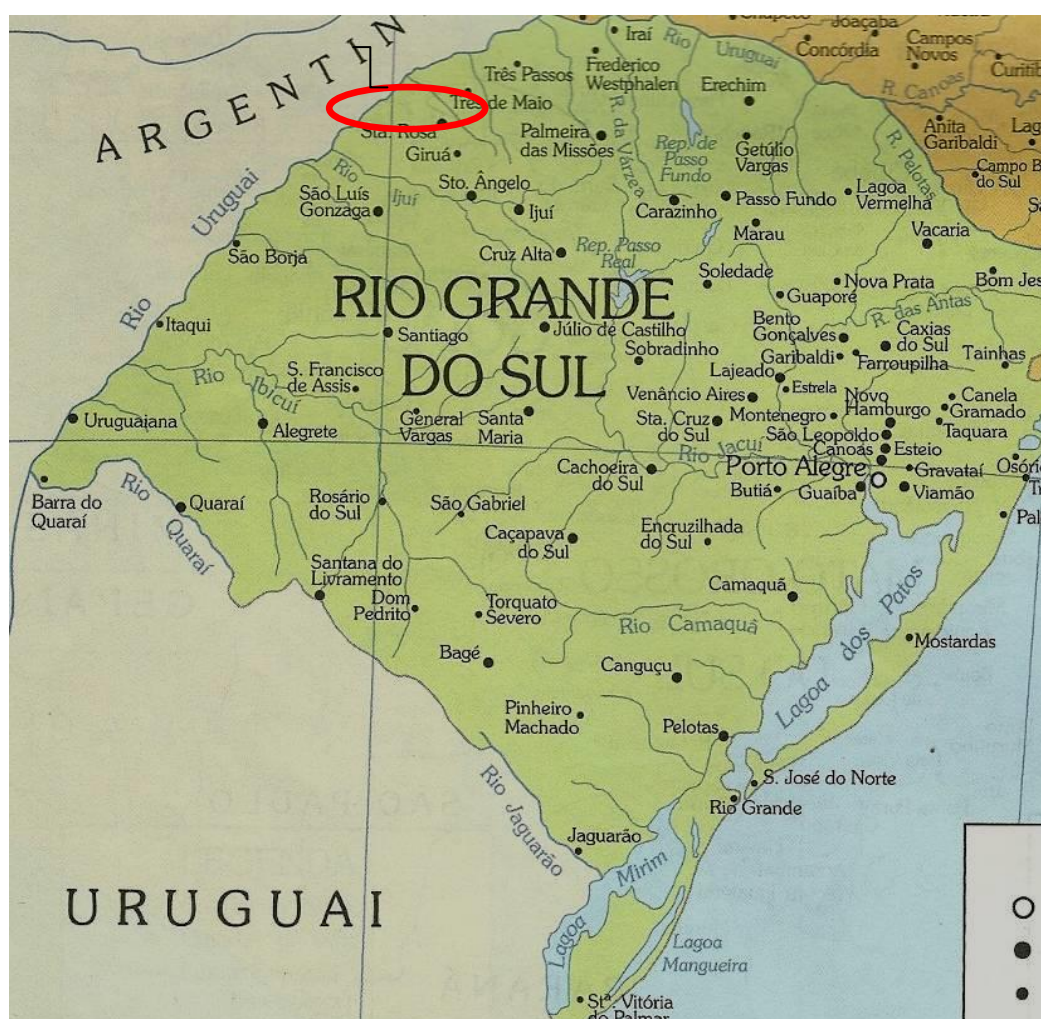 Chapecó
Joaçaba
Iraí
Rio
Uruguai
Concórdia
Campos
Novos
ARGENTIN
Três Passos
Frederico
Westphalen
Erechim
R. Canoas
Três de Maio
Sta. Rosa
Palmeira
das Missões
R. da Várzea
Rep. de
Passo
Fundo
Getúlio
Vargas
R. Pelotas
Anita
Garibaldi
Giruá
Rio
Ijuí
Sto. Ângelo
Campo B
do Sul
São Luís
Gonzaga
Ijuí
Carazinho
Passo Fundo
Lagoa
Vermelha
Uruguai
São Borja
Cruz Alta
Rep. Passo
Real
Marau
Vacaria
Soledade
Nova Prata
Bom Jes
RIO GRANDE
DO SUL
Guaporé
Rio
Itaqui
Santiago
Júlio de Castilho
Bento
Gonçalves
R. das Antas
Caxias
do Sul
Sobradinho
Garibaldi
Farroupilha
Tainhas
Rio
Ibicuí
S. Francisco
de Assis
Lajeado
Estrela
Venâncio Aires
Novo
Hamburgo
Canela
Gramado
Uruguaiana
Alegrete
General
Vargas
Santa
Maria
Sta. Cruz
do Sul
Montenegro
Taquara
São Leopoldo
Canoas
Esteio
Rio Jacuí
Porto Alegre
Gravataí
Osóri
Cachoeira
do Sul
Butiá
Guaíba
Viamão
Barra do
Quaraí
Rio
Quaraí
Quaraí
Rosário
do Sul
São Gabriel
Pal
Caçapava
do Sul
Encruzilhada
do Sul
Santana do
Livramento
Dom
Pedrito
Torquato
Severo
Camaquã
Rio Camaquã
Lagoa dos Patos
Mostardas
Bagé
Canguçu
Pinheiro
Machado
Pelotas
Rio Jaguarão
S. José do Norte
Rio Grande
Jaguarão
Lagoa
Mirim
URUGUAI
Lagoa
Mangueira
Stª. Vitória
do Palmar